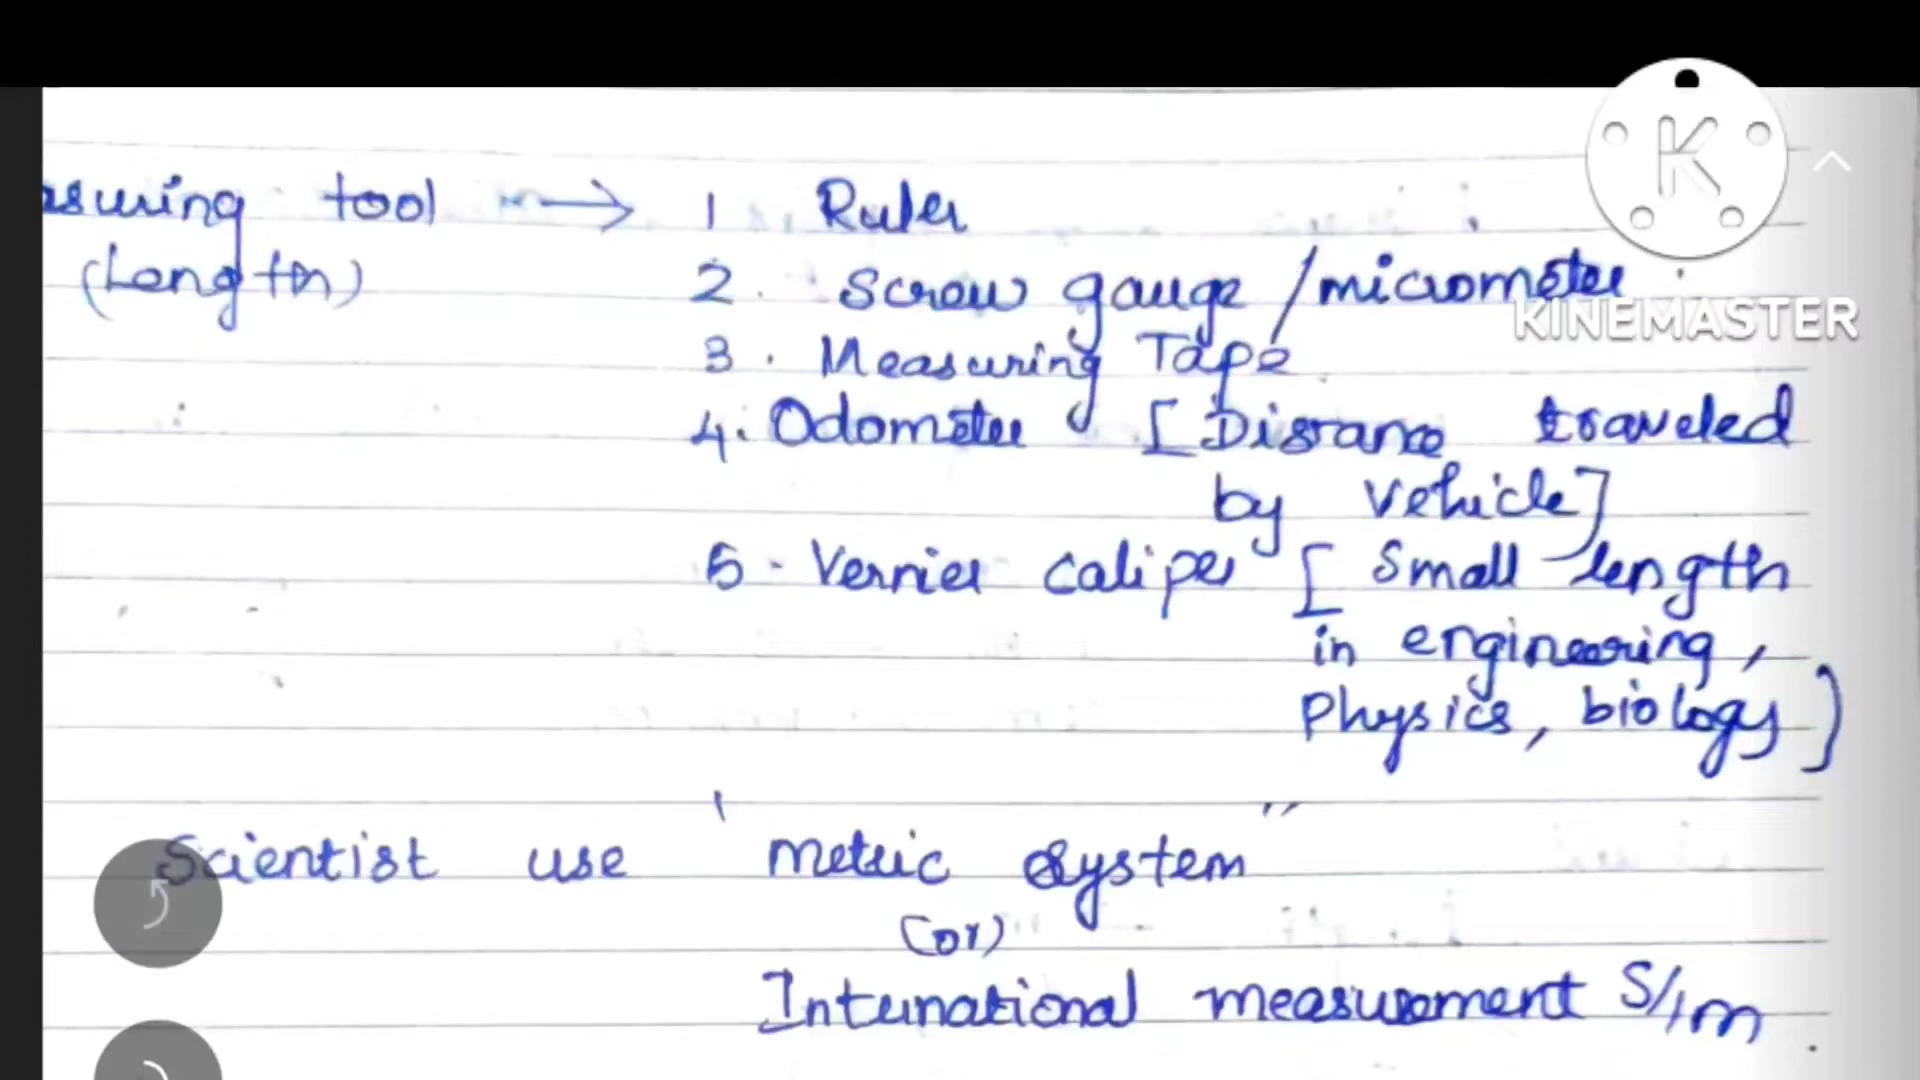 asuring tool → 1 Ruler
(Length)
2. Screw gauge / micrometer
3. Measuring Tape
4. Odometer [Distance traveled
by vehicle]
5. Vernier caliper [Small length
in engineering,
Physics, biology]
Scientist use "metric system"
(or)
International measurement S/m
KINEMASTER